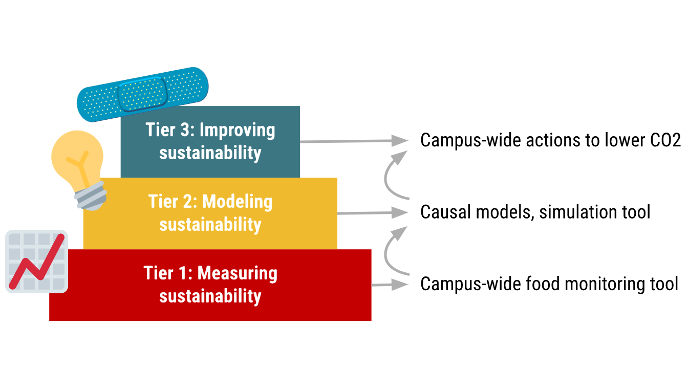 Tier 3: Improving
sustainability
Campus-wide actions to lower CO2
Tier 2: Modeling
sustainability
Causal models, simulation tool
Tier 1: Measuring
sustainability
Campus-wide food monitoring tool